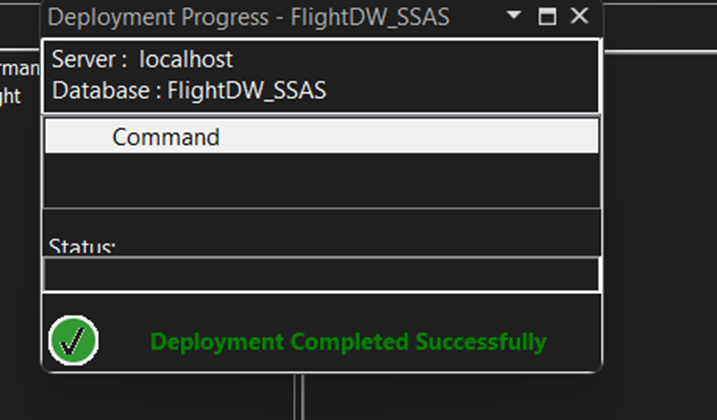 Deployment Progress - FlightDW_SSAS
Server : localhost
Database : FlightDW_SSAS
Command
Status:
Deployment Completed Successfully